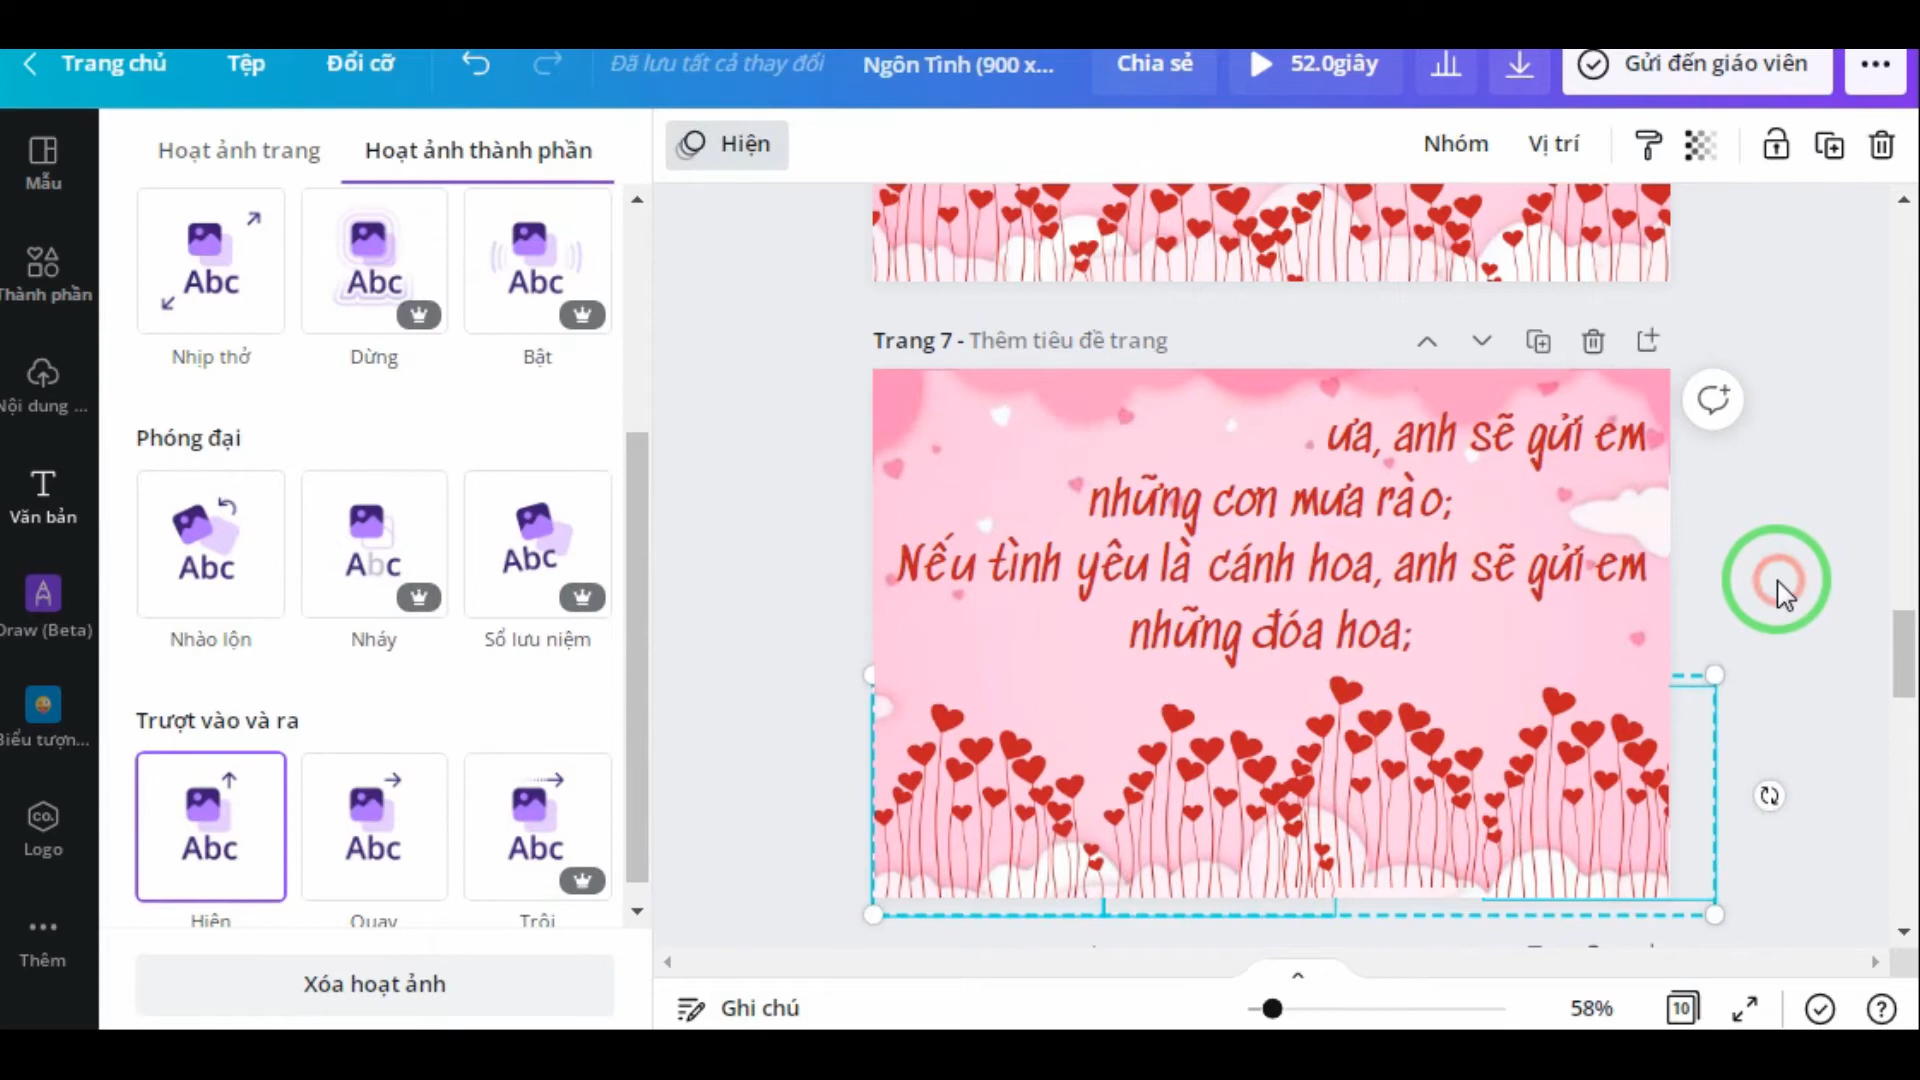 Trang chủ
Tệp
Đổi cỡ
Đã lưu tất cả thay đổi
Ngôn Tình (900 x...
Chia sẻ
52.0giây
Gửi đến giáo viên
Mẫu
Thành phần
Nội dung ...
Văn bản
Draw (Beta)
Biểu tượn...
CO.
Logo
Thêm
Hoạt ảnh trang
Hoạt ảnh thành phần
Abc
Abc
Abc
Nhịp thở
Dừng
Bật
Phóng đại
Abc
Abc
Abc
Nhào lộn
Nháy
Sổ lưu niệm
Trượt vào và ra
Abc
Abc
Abc
Hiện
Quay
Trôi
Xóa hoạt ảnh
Hiện
Nhóm
Vị trí
Trang 7 - Thêm tiêu đề trang
ưa, anh sẽ gửi em
những cơn mưa rào;
Nếu tình yêu là cánh hoa, anh sẽ gửi em
những đóa hoa;
Ghi chú
58%
10